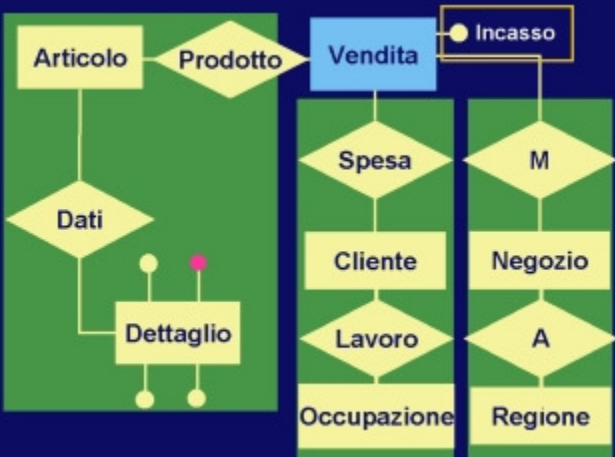 Articolo
Prodotto
Vendita
Incasso
Spesa
M
Dati
Cliente
Negozio
Dettaglio
Lavoro
A
Occupazione
Regione